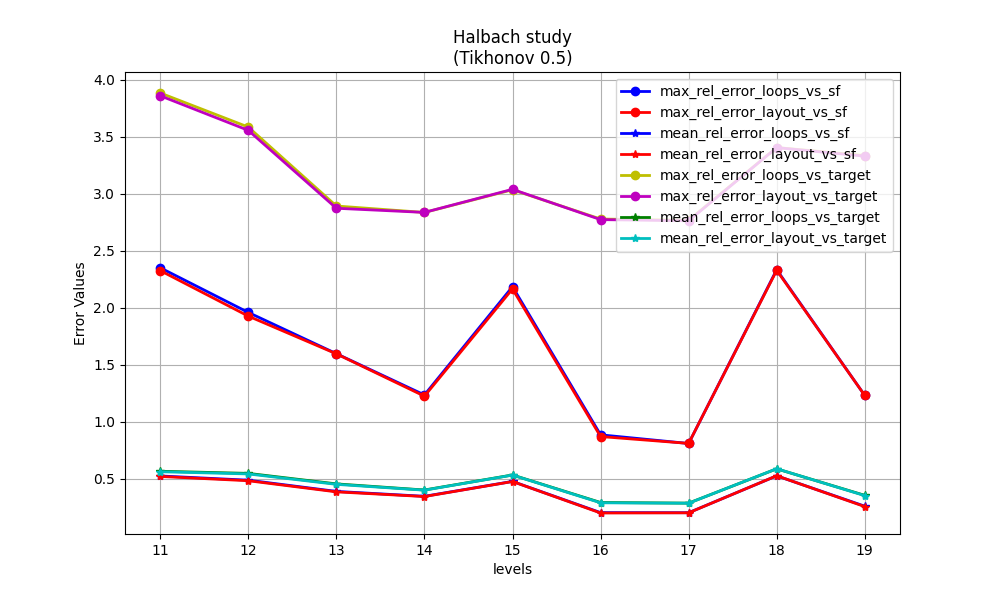 Halbach study
(Tikhonov 0.5)
4.0
3.5
3.0
2.5
2.0
1.5
1.0
0.5
Error Values
max_rel_error_loops_vs_sf
max_rel_error_layout_vs_sf
mean_rel_error_loops_vs_sf
mean_rel_error_layout_vs_sf
max_rel_error_loops_vs_target
max_rel_error_layout_vs_target
mean_rel_error_loops_vs_target
mean_rel_error_layout_vs_target
11 12 13 14 15 16 17 18 19
levels